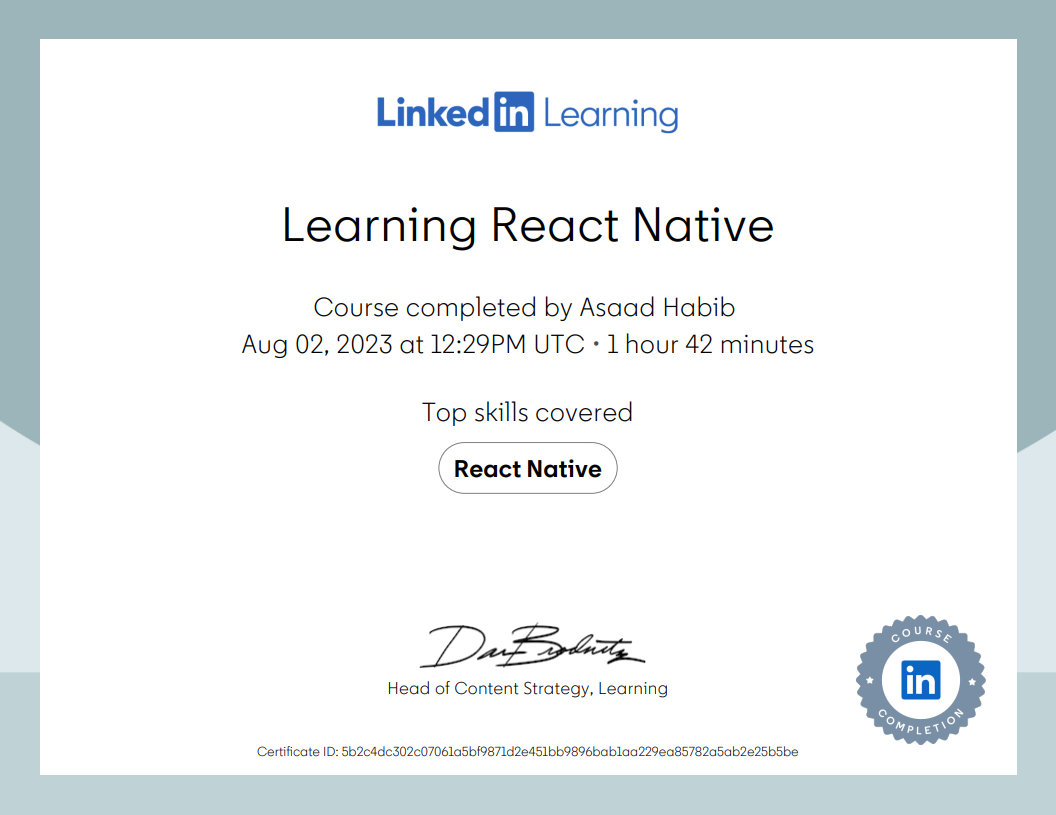 Linked in Learning
Learning React Native
Course completed by Asaad Habib
Aug 02, 2023 at 12:29PM UTC • 1 hour 42 minutes
Top skills covered
React Native
Dan Brodnitz
Head of Content Strategy, Learning
COURSE
in
COMPLETION
Certificate ID: 5b2c4dc302c07061a5bf9871d2e451bb9896bab1aa229ea85782a5ab2e25b5be